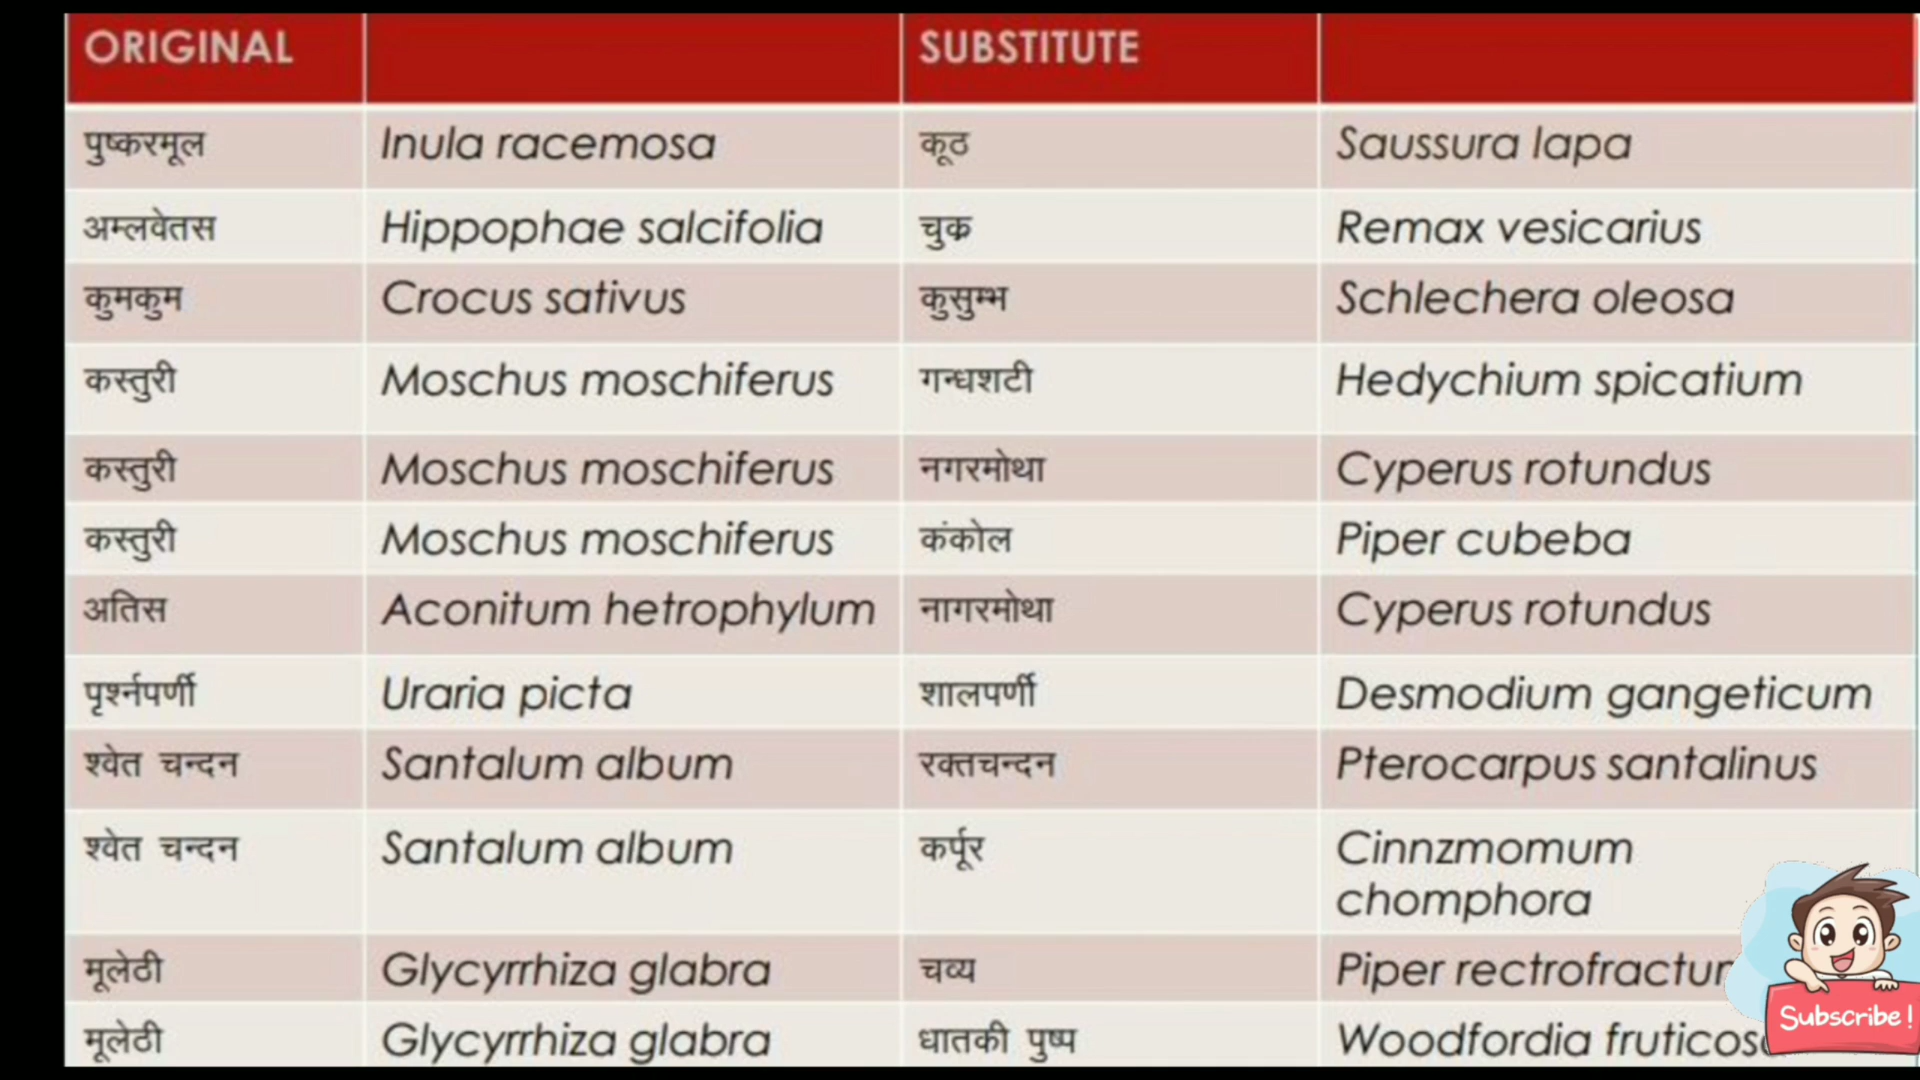 ORIGINAL SUBSTITUTE
पुष्करमूल Inula racemosa कूठ Saussura lapa
अम्लवेतस Hippophae salcifolia चुक्र Remax vesicarius
कुमकुम Crocus sativus कुसुम्भ Schlechera oleosa
कस्तुरी Moschus moschiferus गन्धशटी Hedychium spicatium
कस्तुरी Moschus moschiferus नगरमोथा Cyperus rotundus
कस्तुरी Moschus moschiferus कंकोल Piper cubeba
अतिस Aconitum hetrophylum नागरमोथा Cyperus rotundus
पृर्श्नपर्णी Uraria picta शालपर्णी Desmodium gangeticum
श्वेत चन्दन Santalum album रक्तचन्दन Pterocarpus santalinus
श्वेत चन्दन Santalum album कर्पूर Cinnzmomum
chomphora
मूलेठी Glycyrrhiza glabra चव्य Piper
मूलेठी Glycyrrhiza glabra धातकी पुष्प Woodfordia
Subscribe!